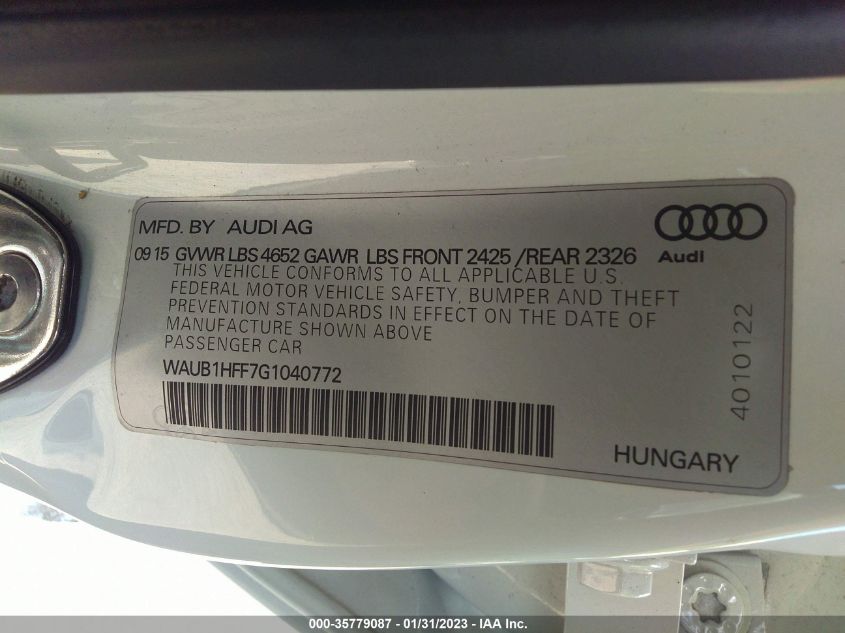 MFD. BY AUDI AG
09 15 GVWR LBS 4652 GAWR LBS FRONT 2425 /REAR 2326
Audi
THIS VEHICLE CONFORMS TO ALL APPLICABLE U.S.
FEDERAL MOTOR VEHICLE SAFETY, BUMPER AND THEFT
PREVENTION STANDARDS IN EFFECT ON THE DATE OF
MANUFACTURE SHOWN ABOVE
PASSENGER CAR
WAUB1HFF7G1040772
4010122
HUNGARY
000-35779087 - 01/31/2023 - IAA Inc.